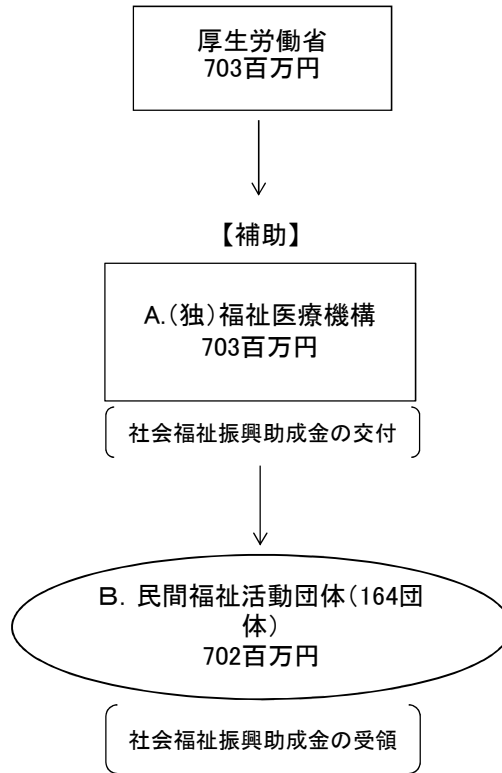 厚生労働省
703百万円
【補助】
A.(独)福祉医療機構
703百万円
社会福祉振興助成金の交付
B. 民間福祉活動団体(164団
体)
702百万円
社会福祉振興助成金の受領